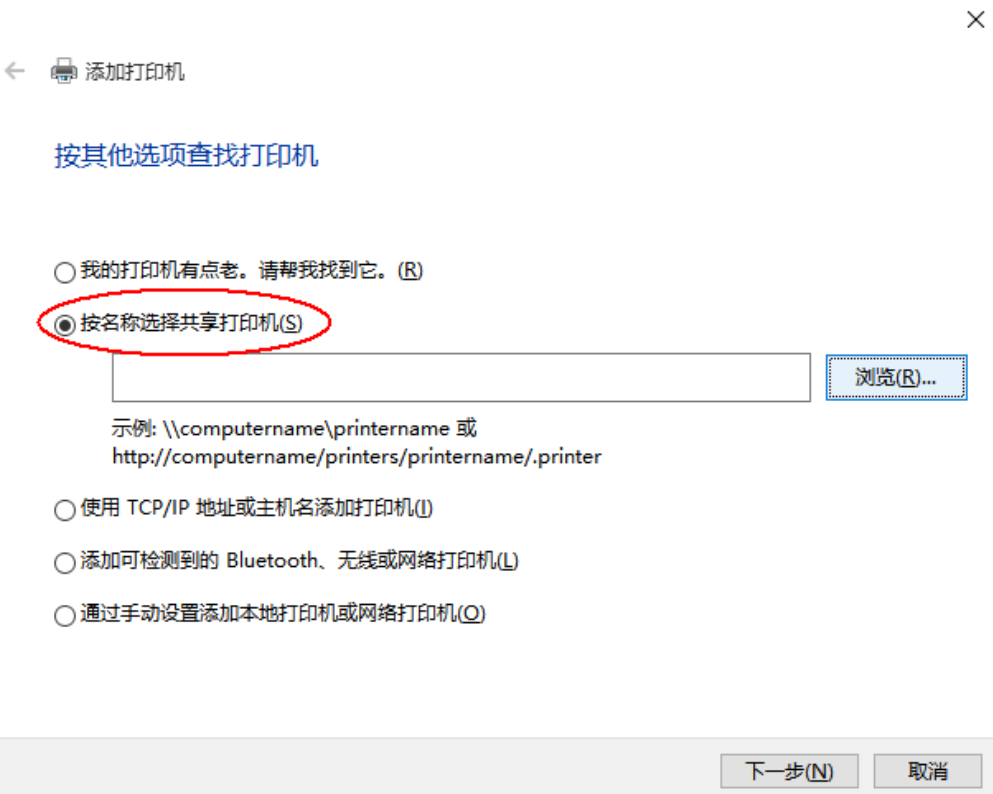 添加打印机
按其他选项查找打印机
我的打印机有点老。请帮我找到它。(R)
按名称选择共享打印机(S)
浏览(R)...
示例: \\computername\printername 或
http://computername/printers/printername/.printer
使用 TCP/IP 地址或主机名添加打印机(I)
添加可检测到的 Bluetooth、无线或网络打印机(L)
通过手动设置添加本地打印机或网络打印机(O)
下一步(N)
取消